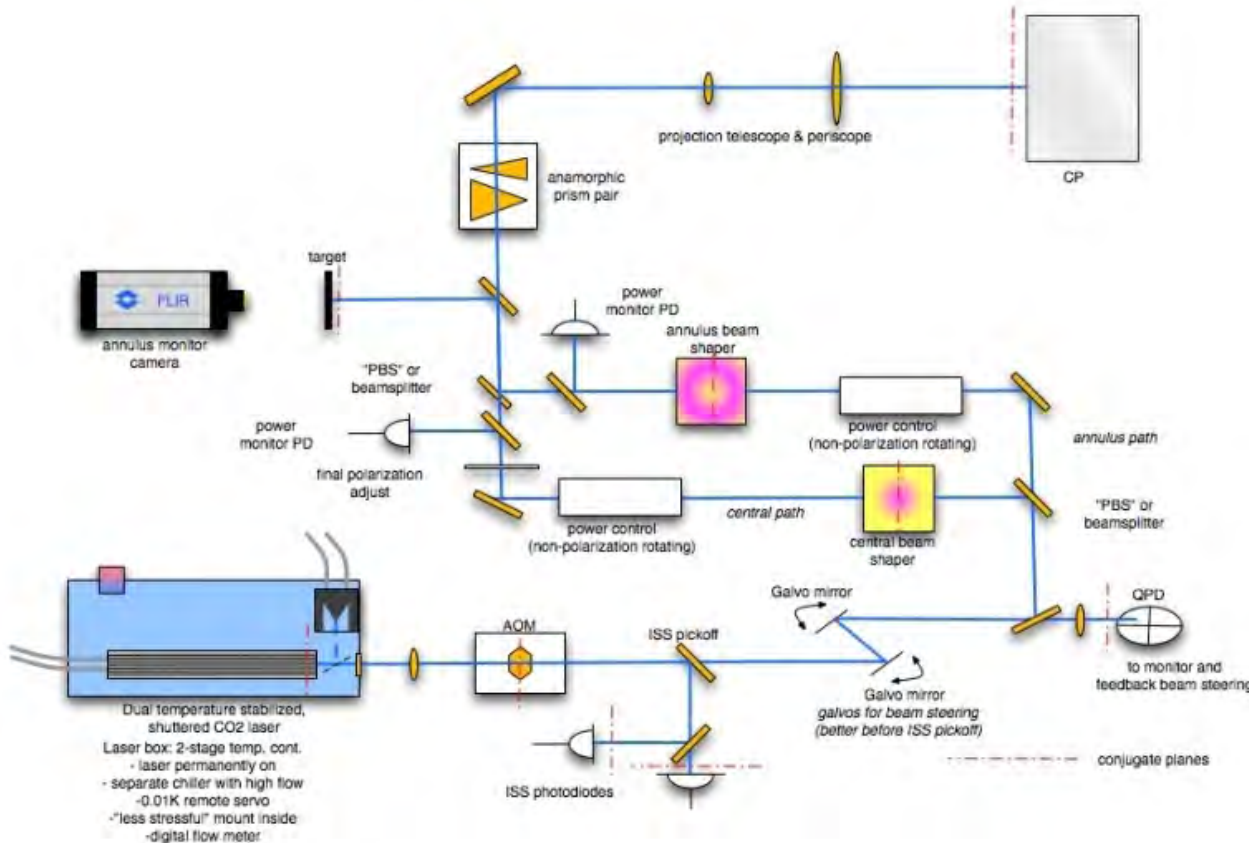 projection telescope & periscope
CP
anamorphic
prism pair
target
FLIR
annulus monitor
camera
power
monitor PD
annulus beam
shaper
"PBS" or
beamsplitter
power
monitor PD
power control
(non-polarization rotating)
annulus path
final polarization
adjust
central path
"PBS" or
beamsplitter
power control
(non-polarization rotating)
central beam
shaper
Galvo mirror
QPD
AOM
ISS pickoff
to monitor and
feedback beam steering
Galvo mirror
galvos for beam steering
(better before ISS pickoff)
Dual temperature stabilized,
shuttered CO2 laser
Laser box: 2-stage temp. cont.
- laser permanently on
- separate chiller with high flow
-0.01K remote servo
-"less stressful" mount inside
-digital flow meter
ISS photodiodes
conjugate planes